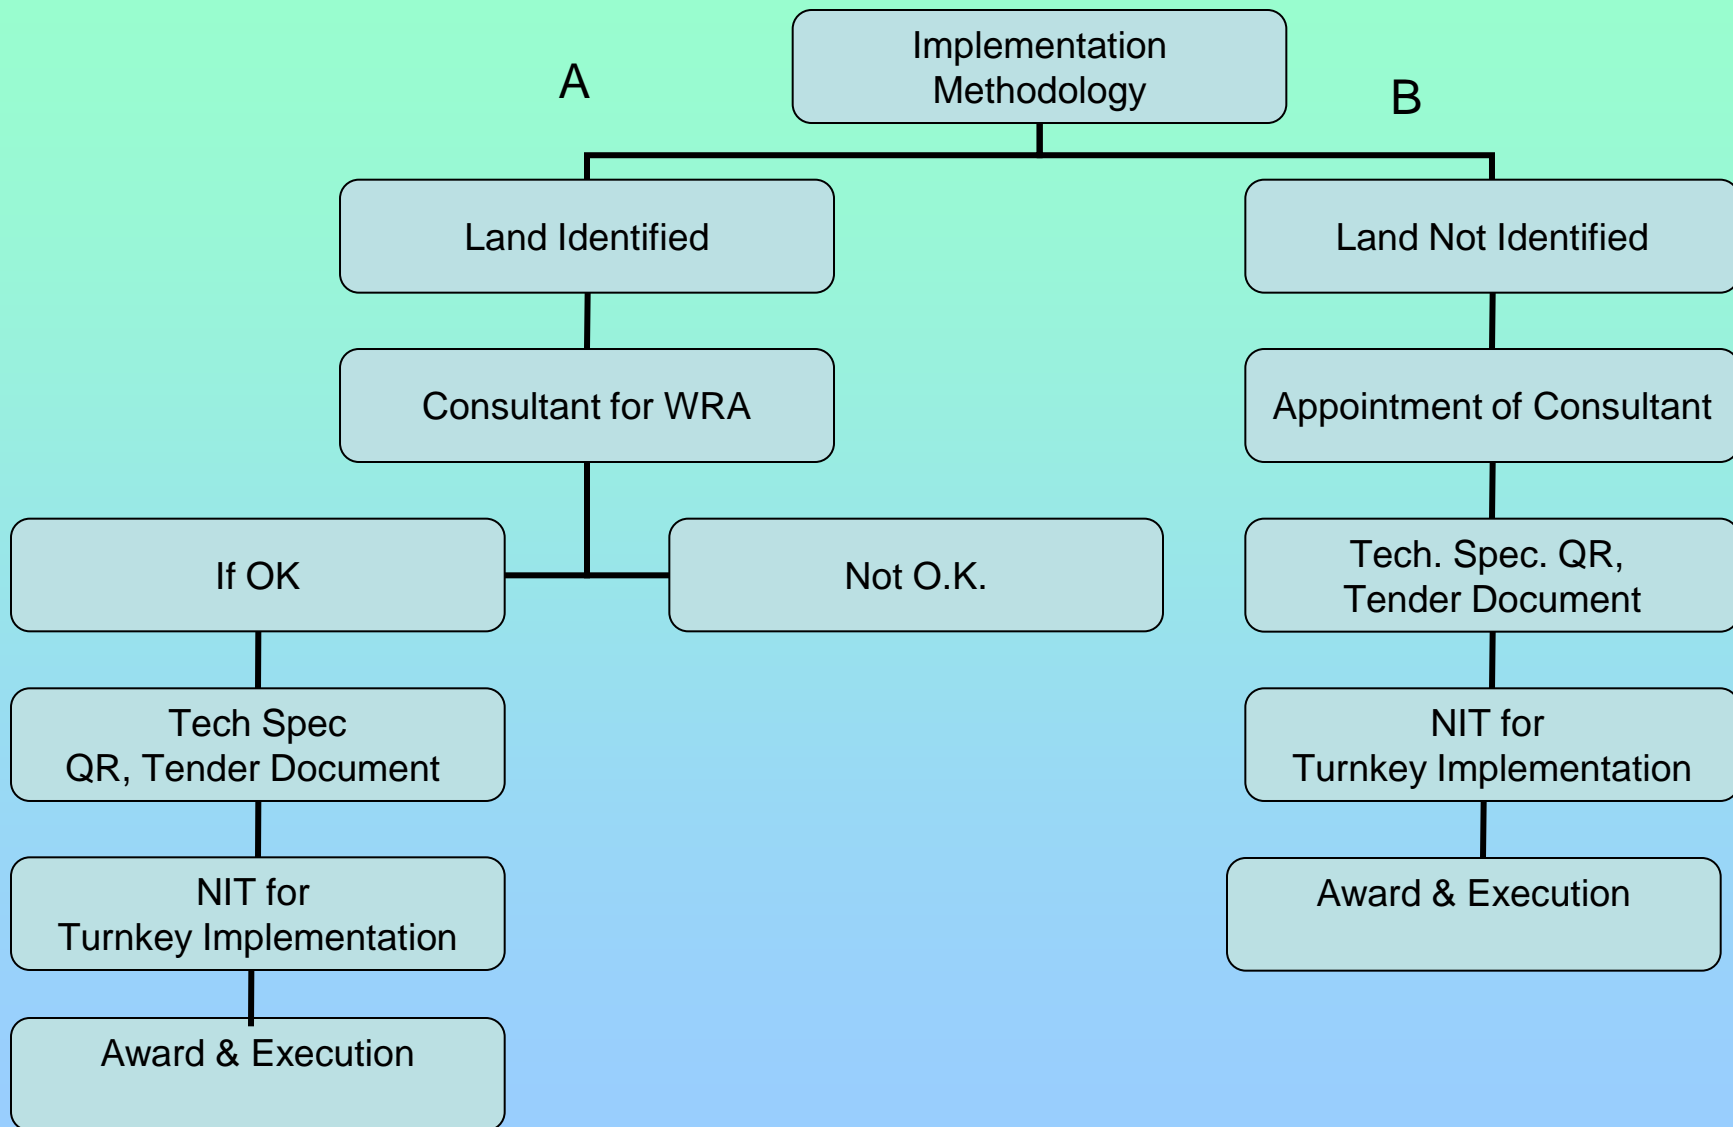 Implementation
Methodology
A
B
Land Identified
Land Not Identified
Consultant for WRA
Appointment of Consultant
If OK
Not O.K.
Tech. Spec. QR,
Tender Document
Tech Spec
QR, Tender Document
NIT for
Turnkey Implementation
NIT for
Turnkey Implementation
Award & Execution
Award & Execution